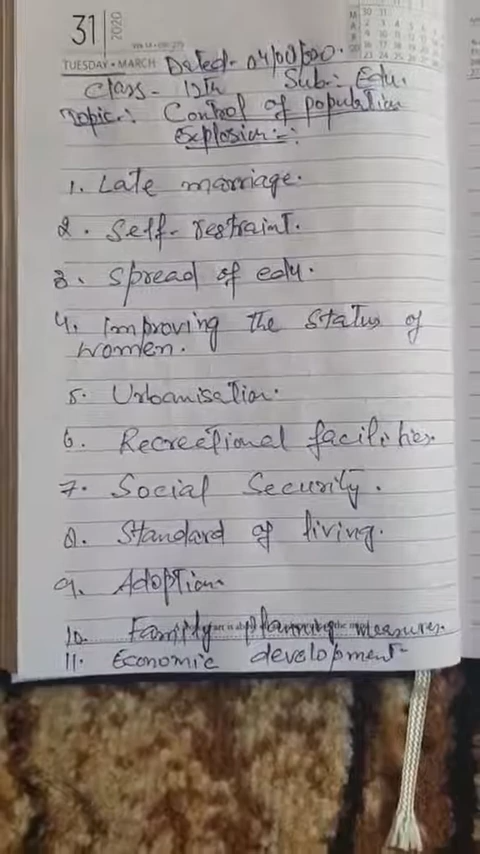 31 2020
TUESDAY • MARCH Dated- 04/08/020.
Class- 12th Sub:- Edu.
Topic:- Control of population
Explosion:-
1. Late marriage.
2. Self-restraint.
3. Spread of edu.
4. Improving the status of
women.
5. Urbanisation.
6. Recreational facilities.
7. Social Security.
8. Standard of living.
9. Adoption.
10. Family planning measures.
11. Economic development-